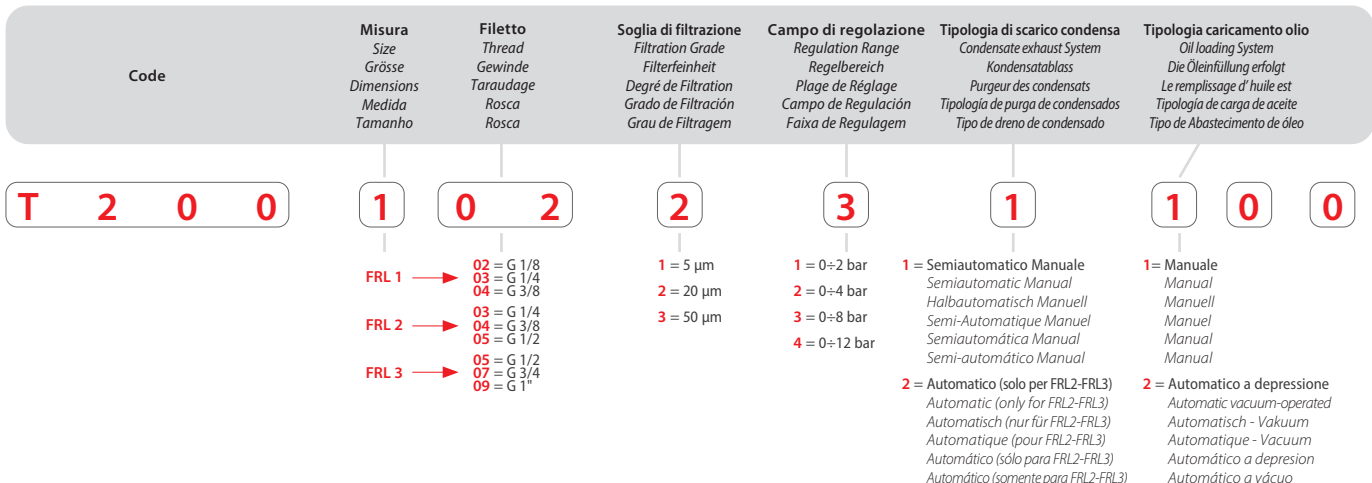 Code
Misura
Size
Grösse
Dimensions
Medida
Tamanho
Filetto
Thread
Gewinde
Taraudage
Rosca
Rosca
Soglia di filtrazione
Filtration Grade
Filterfeinheit
Degré de Filtration
Grado de Filtración
Grau de Filtragem
Campo di regolazione
Regulation Range
Regelbereich
Plage de Réglage
Campo de Regulación
Faixa de Regulagem
Tipologia di scarico condensa
Condensate exhaust System
Kondensatablass
Purgeur des condensats
Tipología de purga de condensados
Tipo de dreno de condensado
Tipologia caricamento olio
Oil loading System
Die Öleinfüllung erfolgt
Le remplissage d' huile est
Tipología de carga de aceite
Tipo de Abastecimento de óleo
T 2 0 0 1 0 2 2 3 1 1 0 0
FRL 1
02 = G 1/8
03 = G 1/4
04 = G 3/8
FRL 2
03 = G 1/4
04 = G 3/8
05 = G 1/2
FRL 3
05 = G 1/2
07 = G 3/4
09 = G 1"
1 = 5 µm
2 = 20 µm
3 = 50 µm
1 = 0÷2 bar
2 = 0÷4 bar
3 = 0÷8 bar
4 = 0÷12 bar
1 = Semiautomatico Manuale
Semiautomatic Manual
Halbautomatisch Manuell
Semi-Automatique Manuel
Semiautomática Manual
Semi-automático Manual
2 = Automatico (solo per FRL2-FRL3)
Automatic (only for FRL2-FRL3)
Automatisch (nur für FRL2-FRL3)
Automatique (pour FRL2-FRL3)
Automático (sólo para FRL2-FRL3)
Automático (somente para FRL2-FRL3)
1= Manuale
Manual
Manuell
Manuel
Manual
Manual
2 = Automatico a depressione
Automatic vacuum-operated
Automatisch - Vakuum
Automatique - Vacuum
Automático a depresion
Automático a vácuo